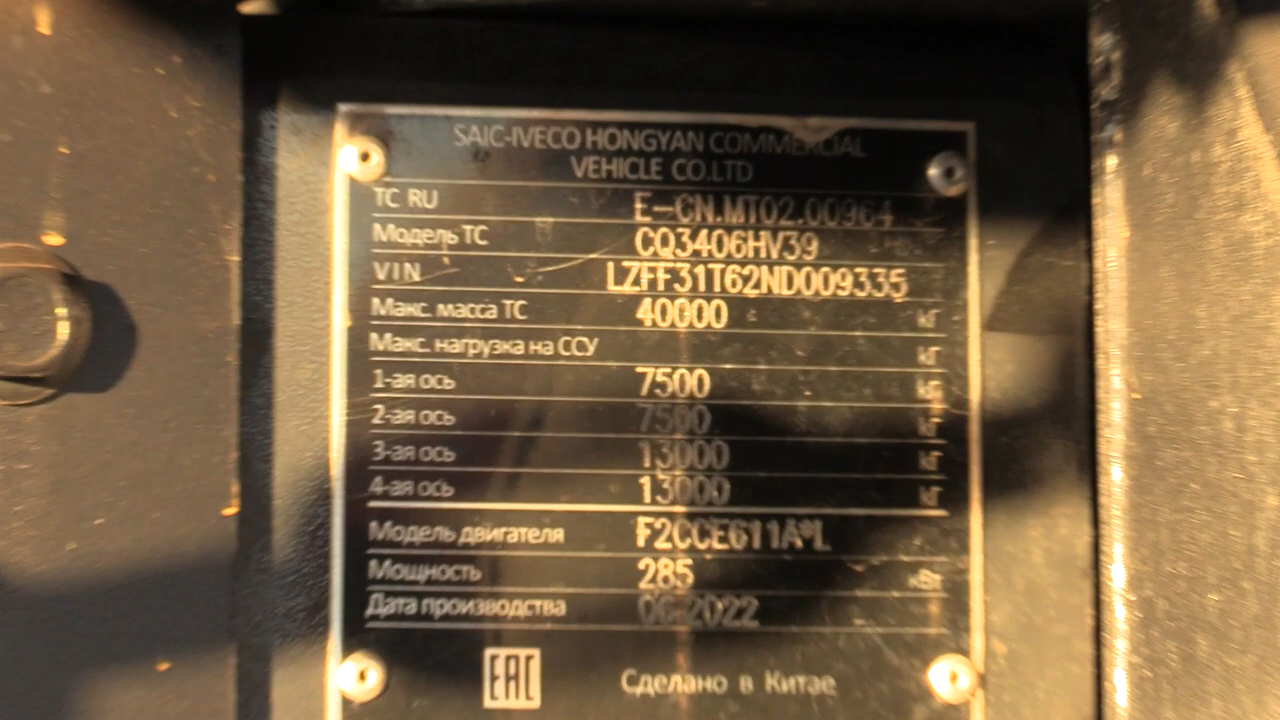 SAIC-IVECO HONGYAN COMMERCIAL
VEHICLE CO.LTD
ТС RU E-CN.MT02.00964
Модель ТС CQ3406HV39
VIN LZFF31T62ND009335
Макс. масса ТС 40000 кг
Макс. нагрузка на ССУ кг
1-ая ось 7500 кг
2-ая ось 7500 кг
3-ая ось 13000 кг
4-ая ось 13000 кг
Модель двигателя F2CCE611A*L
Мощность 285 кВт
Дата производства 06.2022
EAC Сделано в Китае